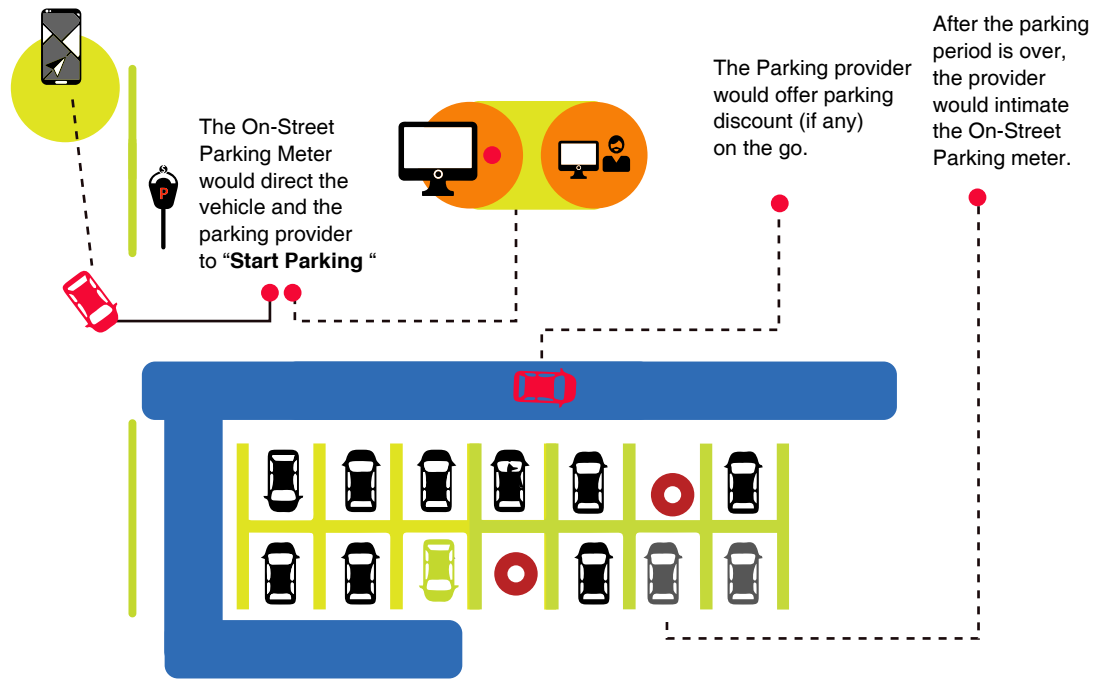 The On-Street
Parking Meter
would direct the
vehicle and the
parking provider
to “Start Parking “
The Parking provider
would offer parking
discount (if any)
on the go.
After the parking
period is over,
the provider
would intimate
the On-Street
Parking meter.
$
P